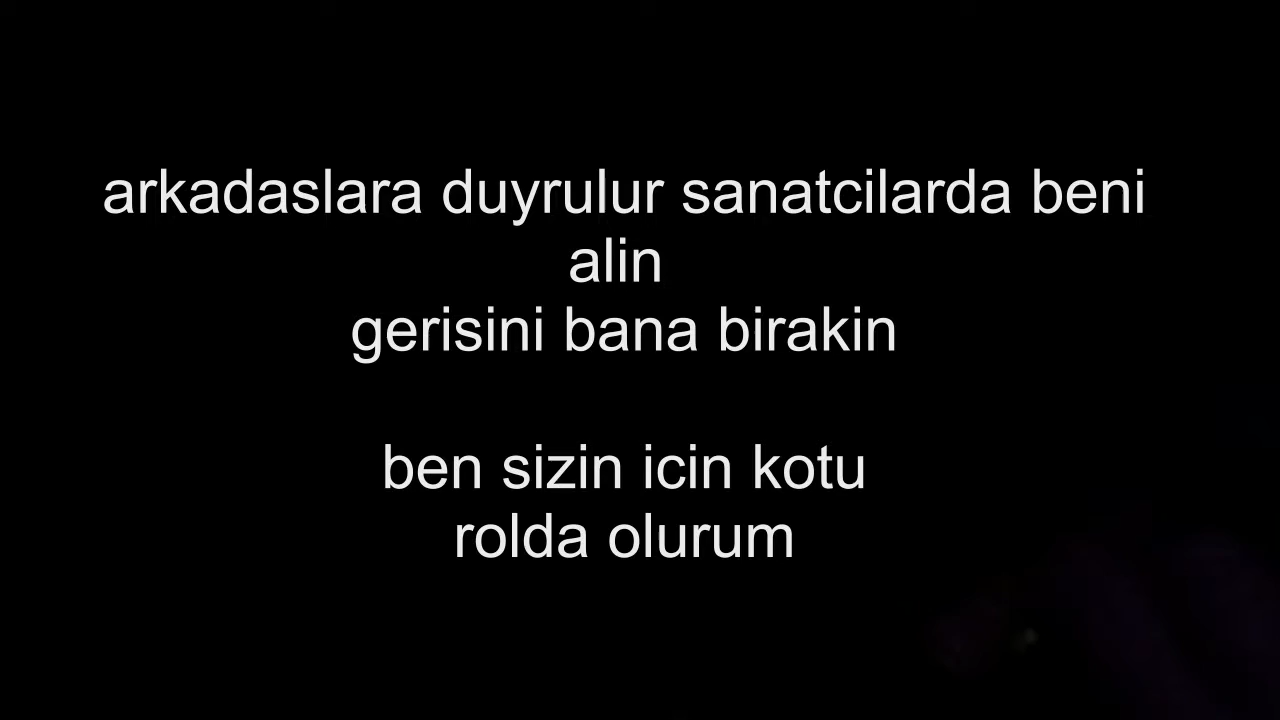 arkadaslara duyrulur sanatcilarda beni
alin
gerisini bana birakin
ben sizin icin kotu
rolda olurum